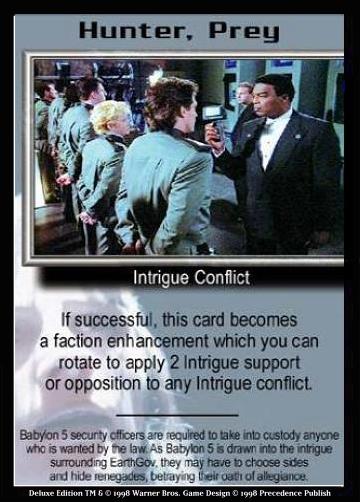 Hunter, Prey
Intrigue Conflict
If successful, this card becomes
a faction enhancement which you can
rotate to apply 2 Intrigue support
or opposition to any Intrigue conflict.
Babylon 5 security officers are required to take into custody anyone
who is wanted by the law. As Babylon 5 is drawn into the intrigue
surrounding EarthGov, they may have to choose sides
and hide renegades, betraying their oath of allegiance.
Deluxe Edition TM & © 1998 Warner Bros. Game Design © 1998 Precedence Publish